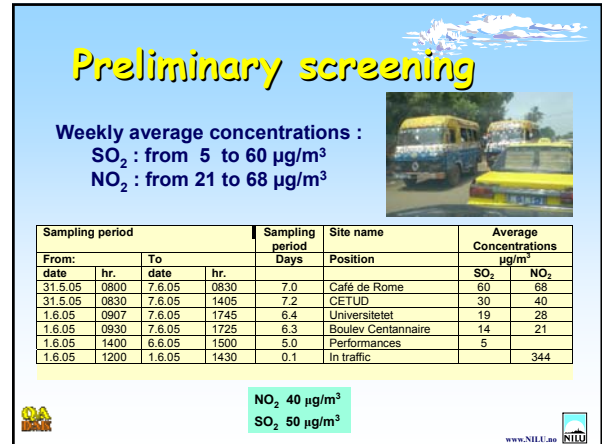 Preliminary screening
Weekly average concentrations :
SO2 : from 5 to 60 µg/m3
NO2 : from 21 to 68 µg/m3
Sampling period Sampling period Site name Average Concentrations
From: To Days Position µg/m3
date hr. date hr. SO2 NO2
31.5.05 0800 7.6.05 0830 7.0 Café de Rome 60 68
31.5.05 0830 7.6.05 1405 7.2 CETUD 30 40
1.6.05 0907 7.6.05 1745 6.4 Universitetet 19 28
1.6.05 0930 7.6.05 1725 6.3 Boulev Centannaire 14 21
1.6.05 1400 6.6.05 1500 5.0 Performances 5
1.6.05 1200 1.6.05 1430 0.1 In traffic 344
NO2 40 µg/m3
SO2 50 µg/m3
www.NILU.no NILU